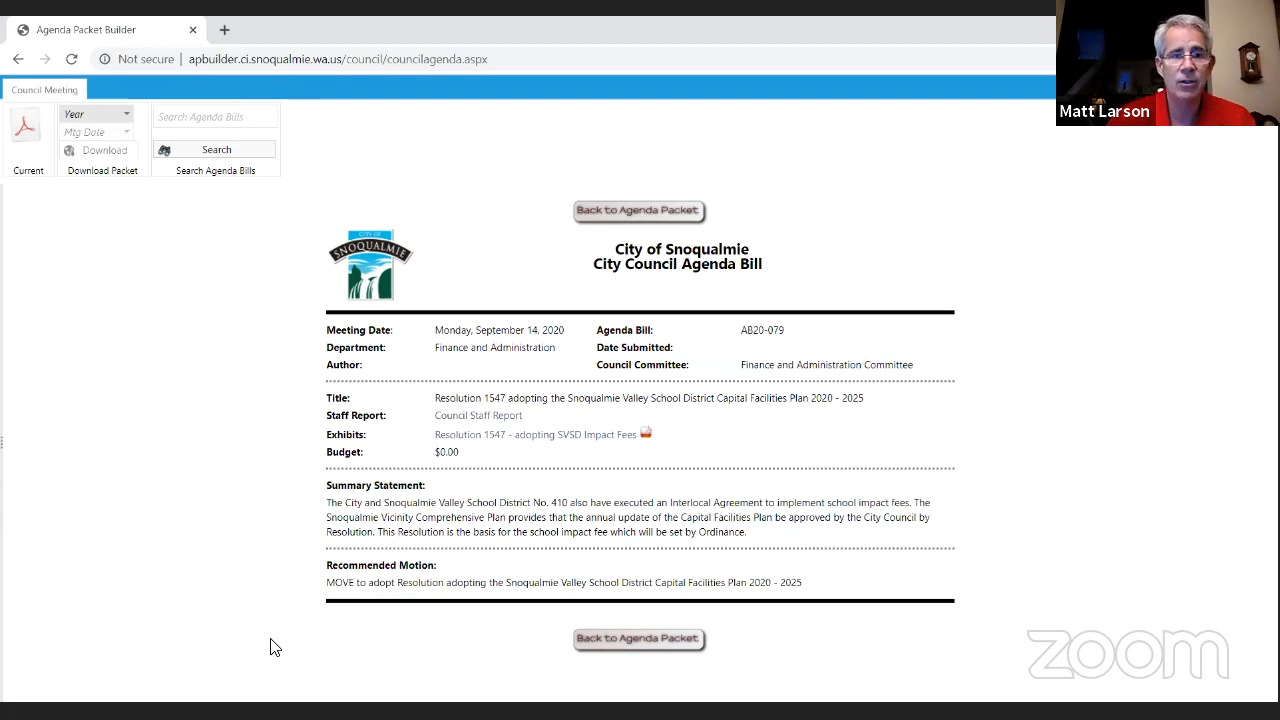 Agenda Packet Builder
Not secure | apbuilder.ci.snoqualmie.wa.us/council/councilagenda.aspx
Matt Larson
Council Meeting
Year
Mtg Date
Download
Search Agenda Bills
Search
Current
Download Packet
Search Agenda Bills
Back to Agenda Packet
CITY OF
SNOQUALMIE
City of Snoqualmie
City Council Agenda Bill
Meeting Date: Monday, September 14, 2020 Agenda Bill: AB20-079
Department: Finance and Administration Date Submitted:
Author: Council Committee: Finance and Administration Committee
Title: Resolution 1547 adopting the Snoqualmie Valley School District Capital Facilities Plan 2020 - 2025
Staff Report: Council Staff Report
Exhibits: Resolution 1547 - adopting SVSD Impact Fees
Budget: $0.00
Summary Statement:
The City and Snoqualmie Valley School District No. 410 also have executed an Interlocal Agreement to implement school impact fees. The
Snoqualmie Vicinity Comprehensive Plan provides that the annual update of the Capital Facilities Plan be approved by the City Council by
Resolution. This Resolution is the basis for the school impact fee which will be set by Ordinance.
Recommended Motion:
MOVE to adopt Resolution adopting the Snoqualmie Valley School District Capital Facilities Plan 2020 - 2025
Back to Agenda Packet
zoom